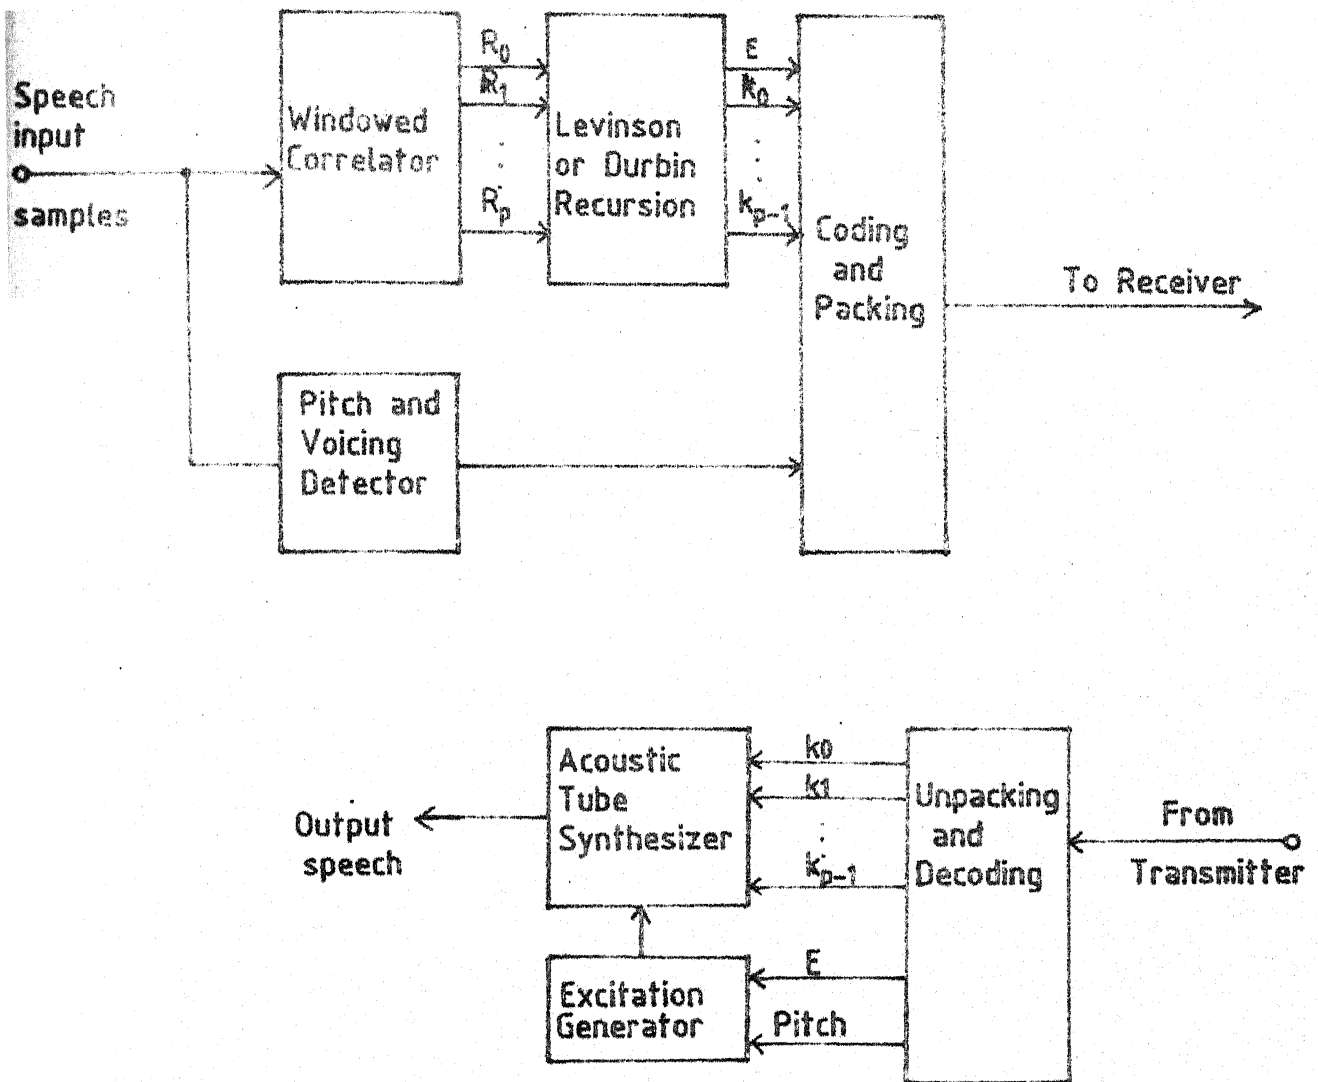 Speech
input
samples
Windowed
Correlator
R₀
R₁
⋮
Rₚ
Levinson
or Durbin
Recursion
E
k₀
⋮
kₚ₋₁
Coding
and
Packing
To Receiver
Pitch and
Voicing
Detector
Output
speech
Acoustic
Tube
Synthesizer
k0
k1
⋮
kₚ₋₁
Excitation
Generator
E
Pitch
Unpacking
and
Decoding
From
Transmitter